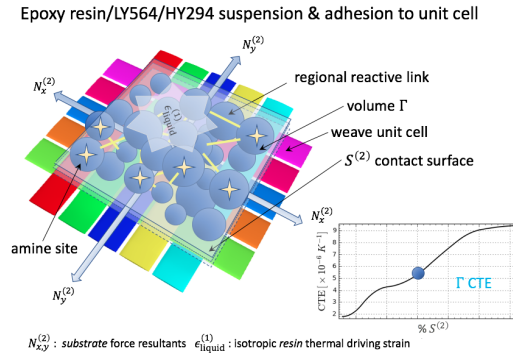 Epoxy resin/LY564/HY294 suspension & adhesion to unit cell
N_y^(2)
N_x^(2)
ϵ_liquid^(1)
regional reactive link
volume Γ
weave unit cell
S^(2) contact surface
N_x^(2)
amine site
N_y^(2)
CTE [× 10^−6 K^−1]
9
8
7
6
5
4
3
2
Γ CTE
% S^(2)
N_x,y^(2) : substrate force resultants ϵ_liquid^(1) : isotropic resin thermal driving strain